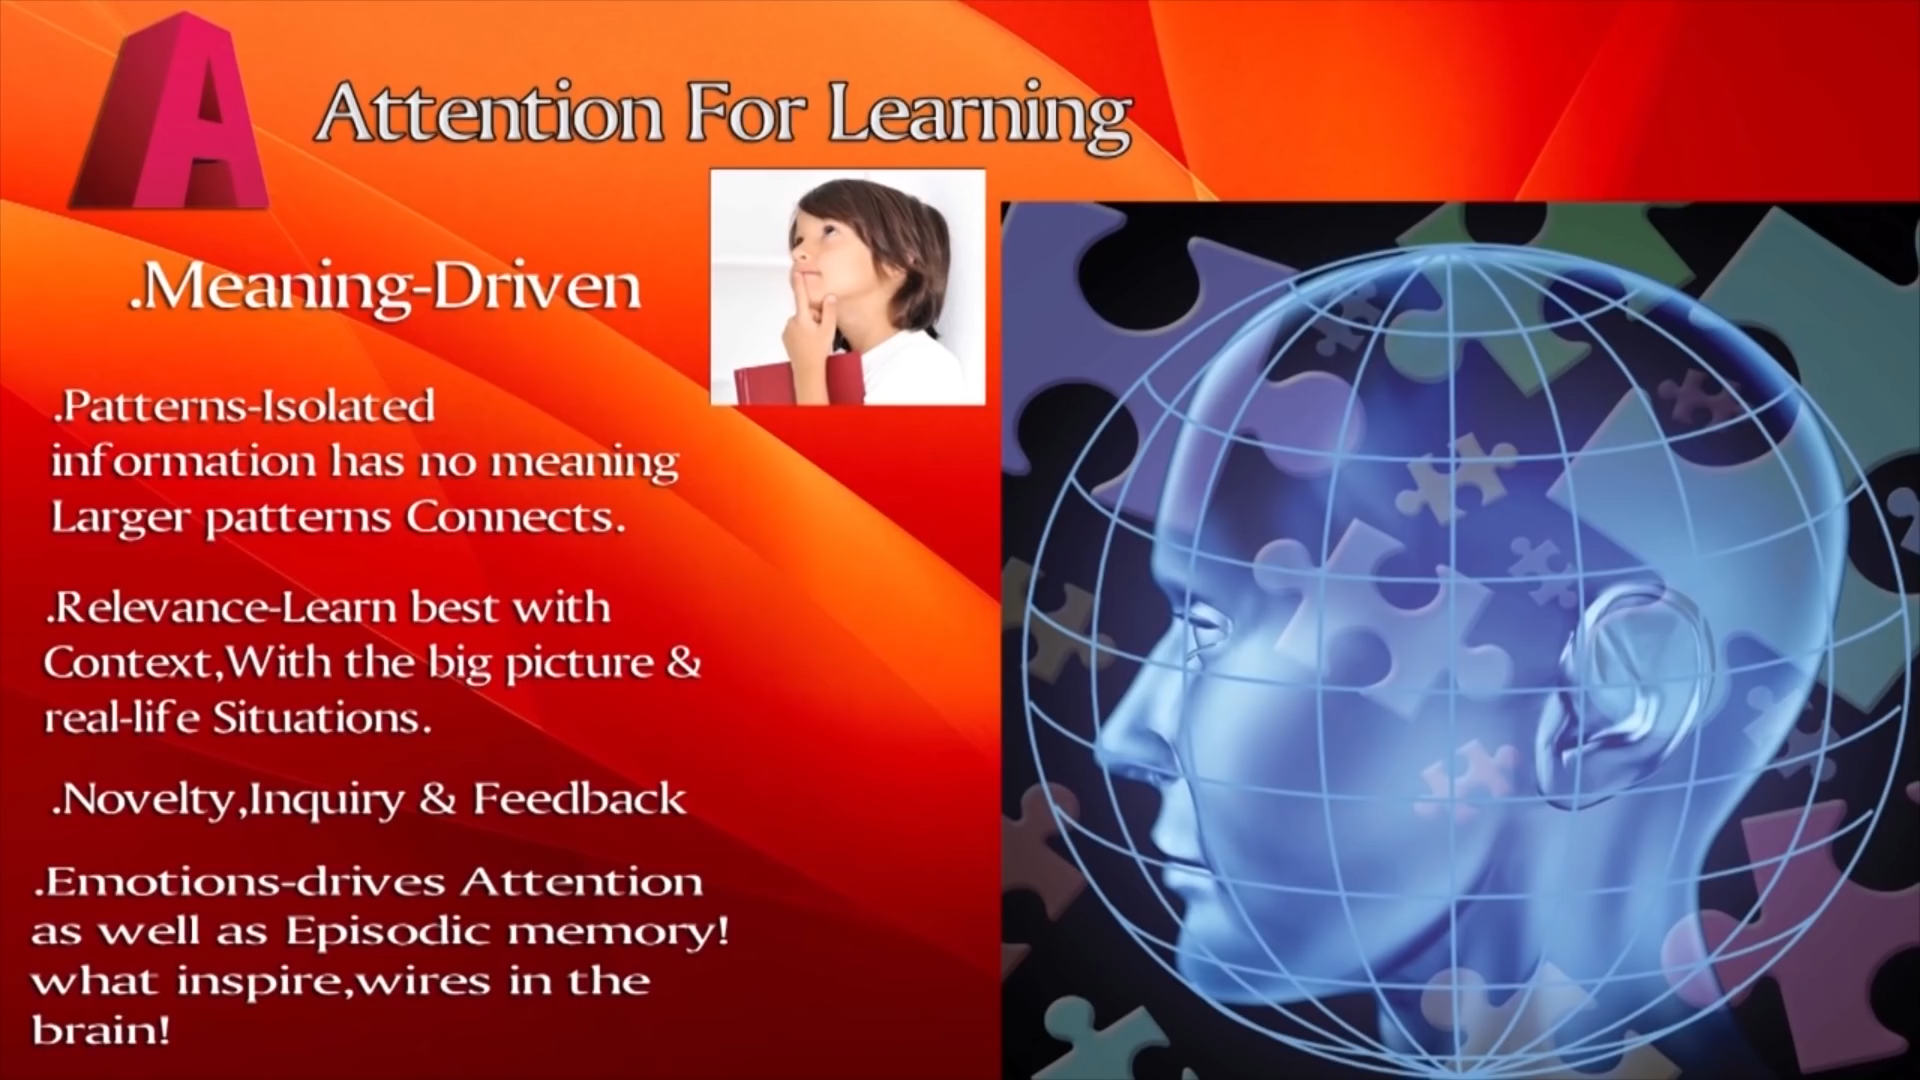 A
Attention For Learning
.Meaning-Driven
.Patterns-Isolated
information has no meaning
Larger patterns Connects.
.Relevance-Learn best with
Context,With the big picture &
real-life Situations.
.Novelty,Inquiry & Feedback
.Emotions-drives Attention
as well as Episodic memory!
what inspire,wires in the
brain!